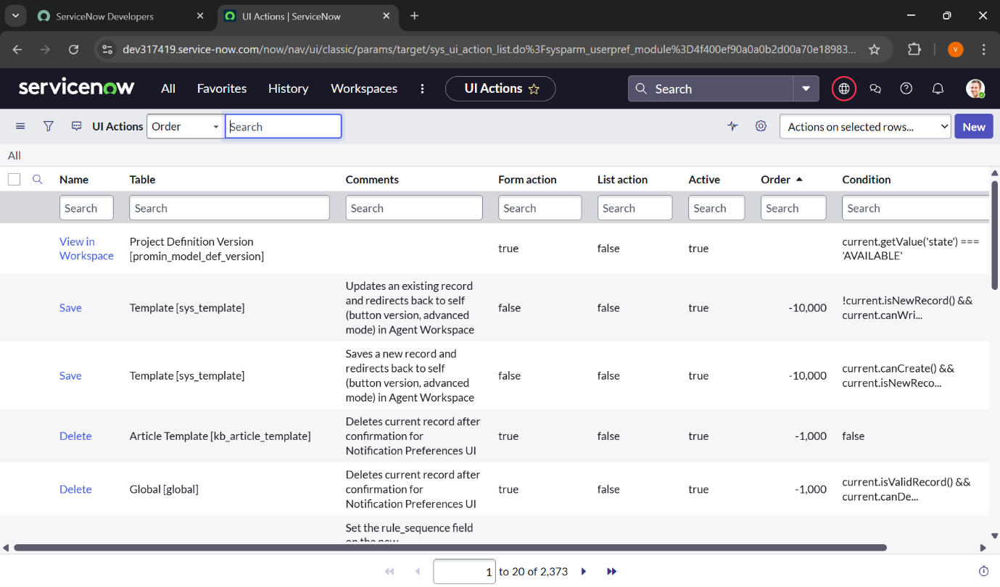 ServiceNow Developers
UI Actions | ServiceNow
dev317419.service-now.com/now/nav/ui/classic/params/target/sys_ui_action_list.do%3Fsysparm_userpref_module%3D4f400ef90a0a0b2d00a70e18983...
V
servicenow All Favorites History Workspaces UI Actions Search
UI Actions Order Search Actions on selected rows... New
All
Name Table Comments Form action List action Active Order Condition
Search Search Search Search Search Search Search Search
View in
Workspace
Project Definition Version
[promin_model_def_version]
true false true
current.getValue('state') ===
'AVAILABLE'
Save
Template [sys_template]
Updates an existing record
and redirects back to self
(button version, advanced
mode) in Agent Workspace
false false true -10,000
!current.isNewRecord() &&
current.canWri...
Save
Template [sys_template]
Saves a new record and
redirects back to self
(button version, advanced
mode) in Agent Workspace
false false true -10,000
current.canCreate() &&
current.isNewReco...
Delete
Article Template [kb_article_template]
Deletes current record after
confirmation for
Notification Preferences UI
true false true -1,000 false
Delete
Global [global]
Deletes current record after
confirmation for
Notification Preferences UI
true false true -1,000
current.isValidRecord() &&
current.canDe...
Set the rule_sequence field
on the new
1 to 20 of 2,373